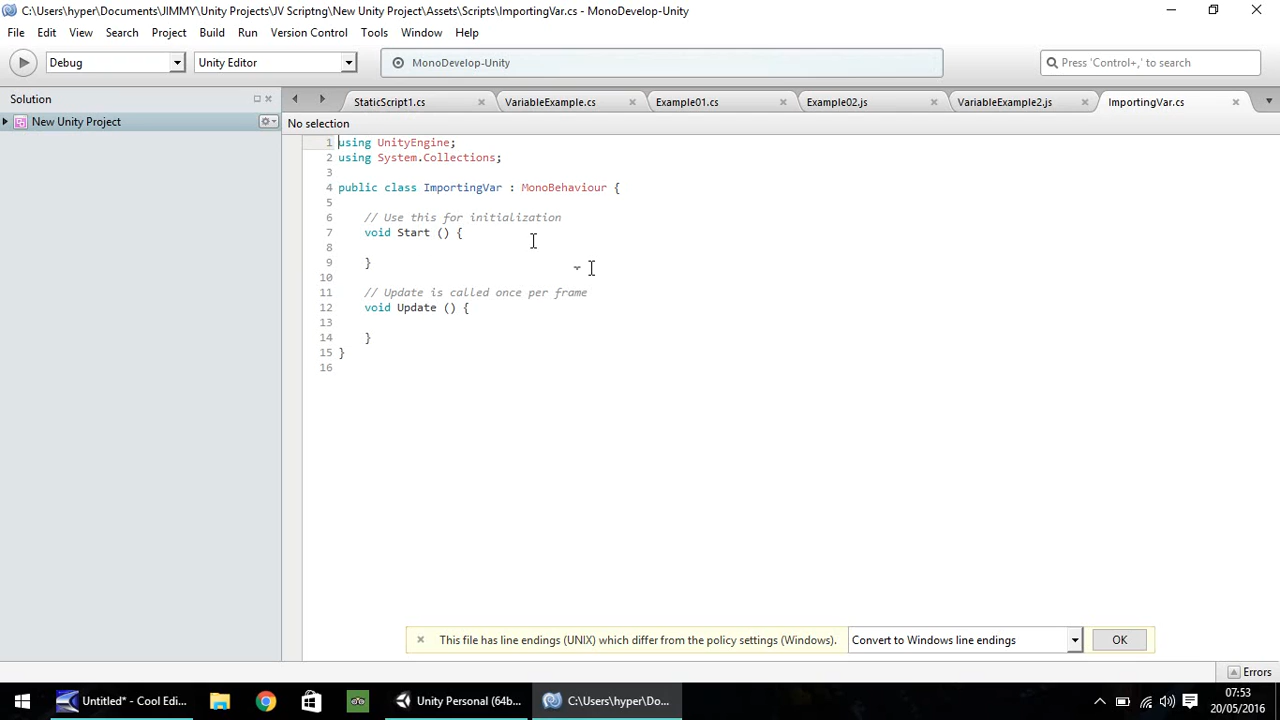 C:\Users\hyper\Documents\JIMMY\Unity Projects\JV Scriptng\New Unity Project\Assets\Scripts\ImportingVar.cs - MonoDevelop-Unity
File Edit View Search Project Build Run Version Control Tools Window Help
Debug Unity Editor MonoDevelop-Unity Press 'Control+,' to search
Solution StaticScript1.cs VariableExample.cs Example01.cs Example02.js VariableExample2.js ImportingVar.cs
New Unity Project No selection
1 using UnityEngine;
2 using System.Collections;
3
4 public class ImportingVar : MonoBehaviour {
5
6 // Use this for initialization
7 void Start () {
8
9 }
10
11 // Update is called once per frame
12 void Update () {
13
14 }
15 }
16
This file has line endings (UNIX) which differ from the policy settings (Windows). Convert to Windows line endings OK
Errors
Untitled* - Cool Edi... Unity Personal (64b... C:\Users\hyper\Do... 07:53
20/05/2016